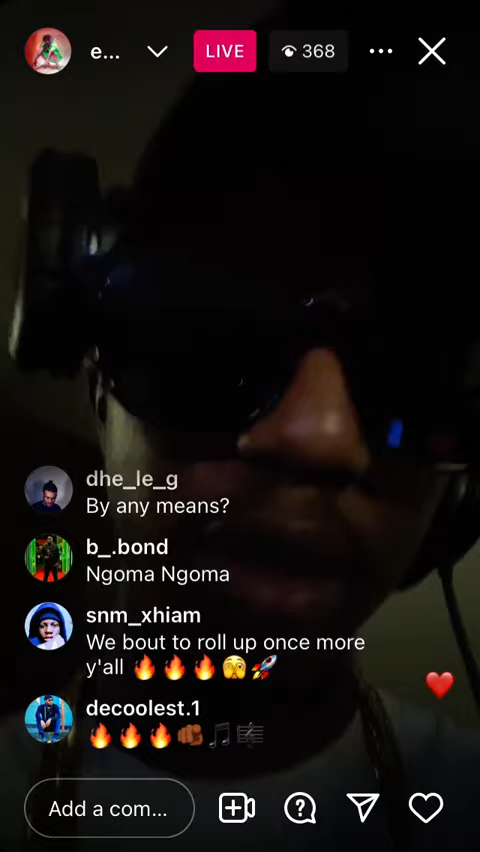 e...
LIVE
368
dhe_le_g
By any means?
b_.bond
Ngoma Ngoma
snm_xhiam
We bout to roll up once more
y'all 🔥🔥🔥🫣🚀
decoolest.1
🔥🔥🔥🫵🏾🎵🎼
Add a com...